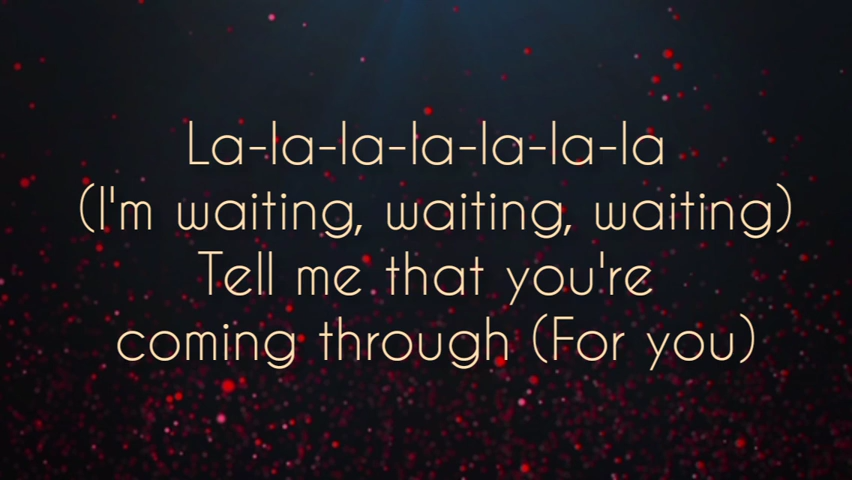 La-la-la-la-la-la-la
(I'm waiting, waiting, waiting)
Tell me that you're
coming through (For you)